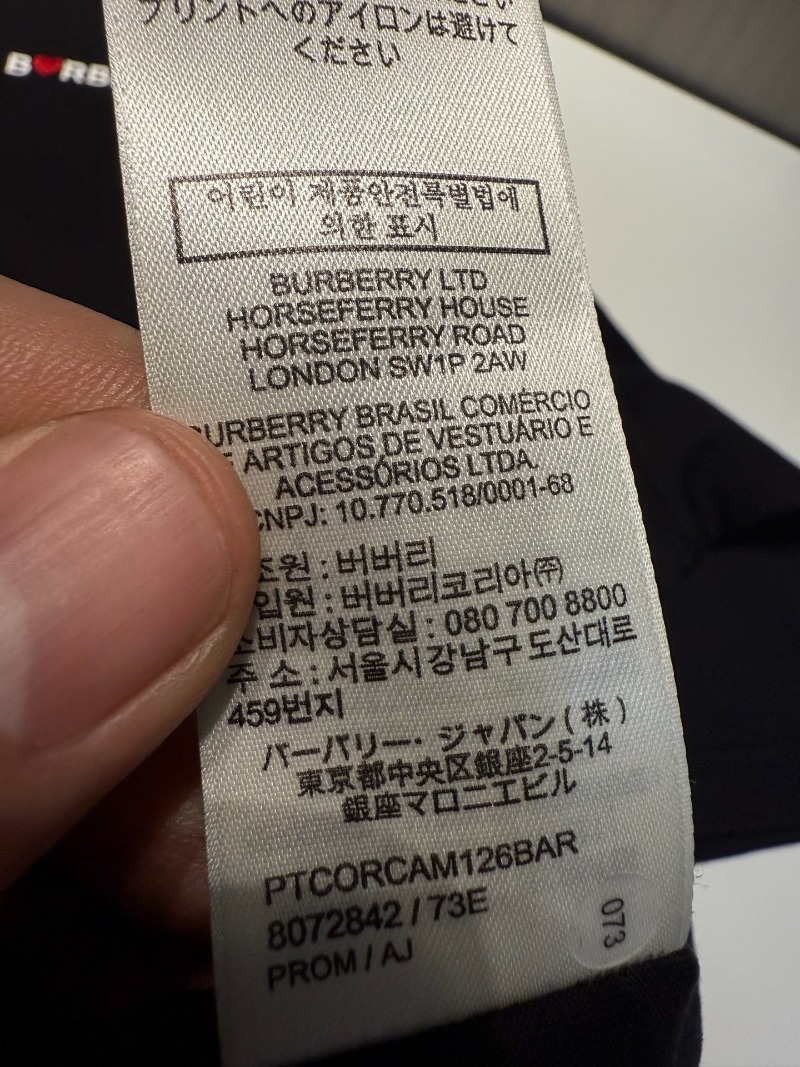 B♥RB
プリントへのアイロンは避けて
ください
어린이 제품안전특별법에
의한 표시
BURBERRY LTD
HORSEFERRY HOUSE
HORSEFERRY ROAD
LONDON SW1P 2AW
BURBERRY BRASIL COMÉRCIO
E ARTIGOS DE VESTUÁRIO E
ACESSÓRIOS LTDA.
CNPJ: 10.770.518/0001-68
조원 : 버버리
입원 : 버버리코리아㈜
소비자상담실 : 080 700 8800
주 소 : 서울시 강남구 도산대로
459번지
バーバリー・ジャパン ( 株 )
東京都中央区銀座2-5-14
銀座マロニエビル
PTCORCAM126BAR
8072842 / 73E
PROM / AJ
073